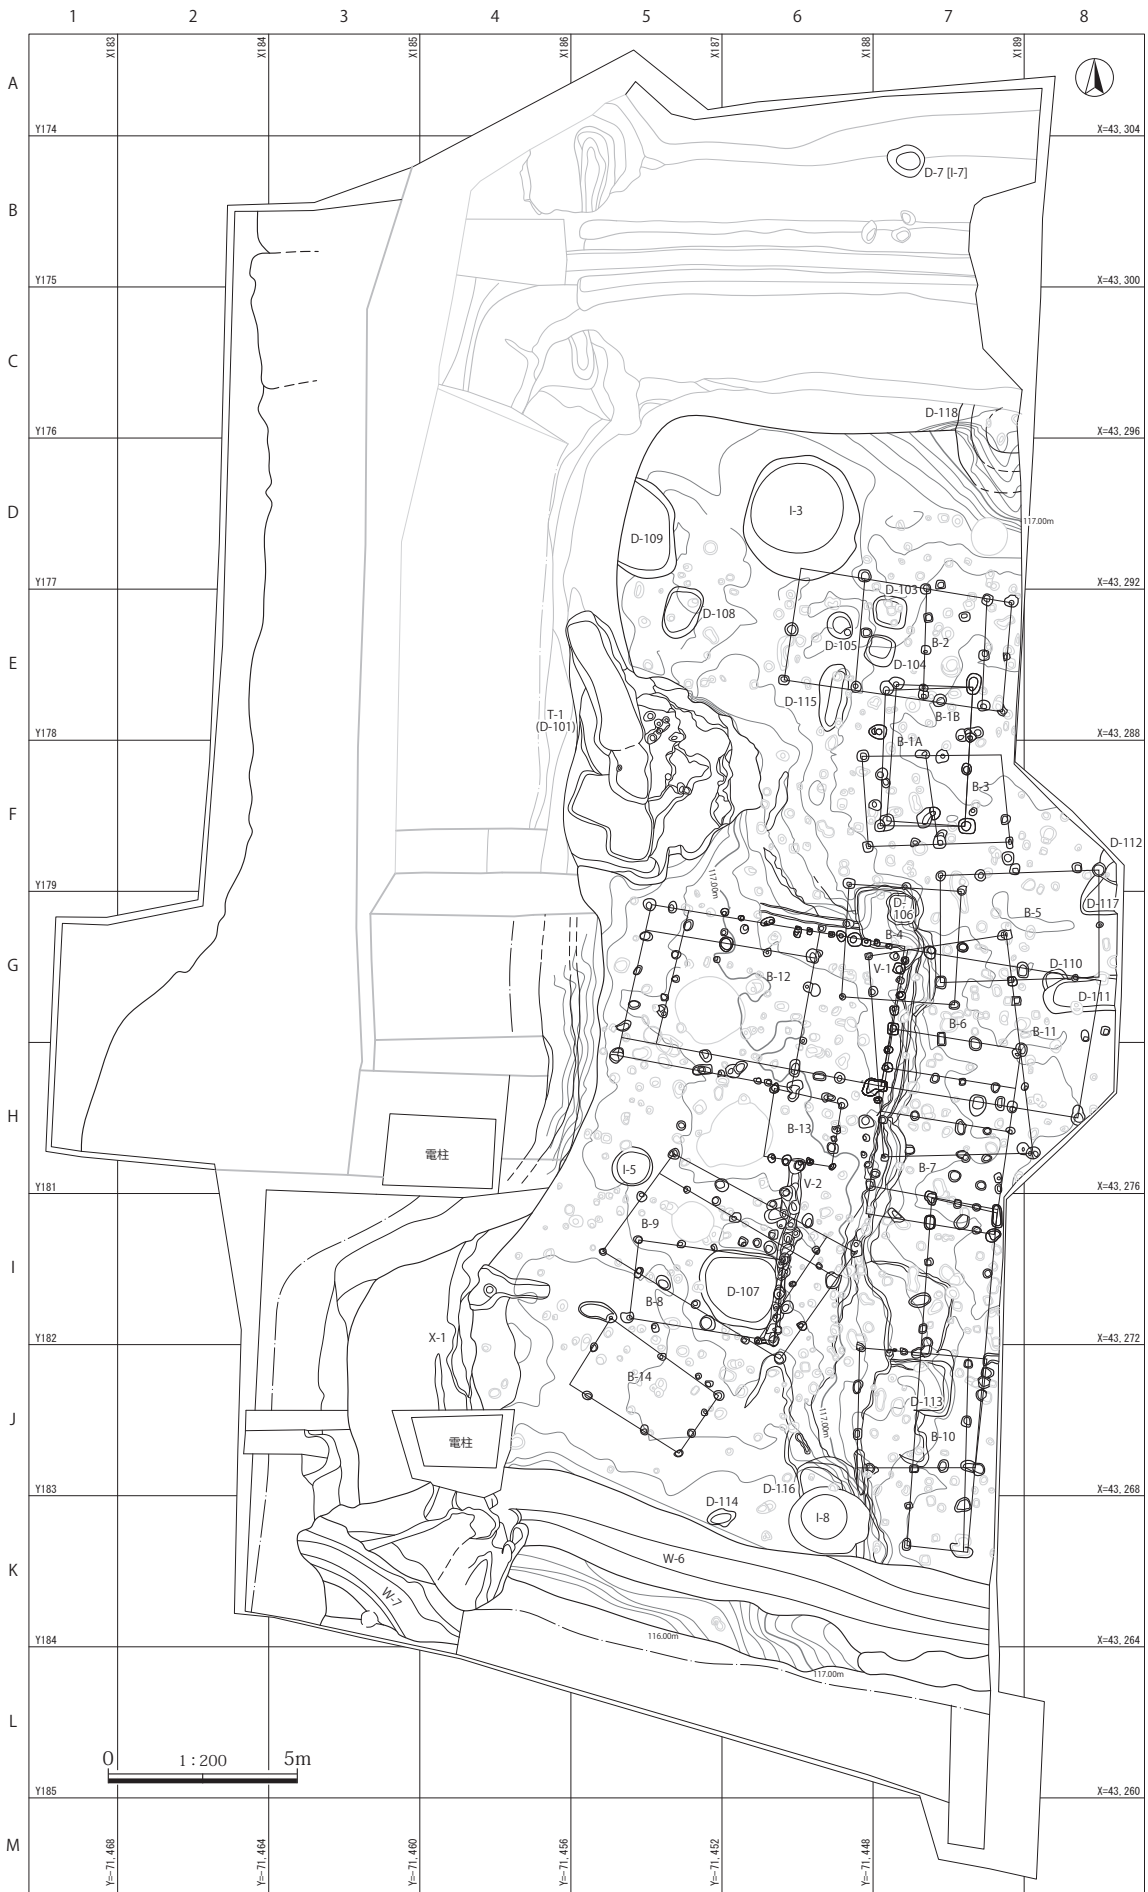 1 2 3 4 5 6 7 8
X183 X184 X185 X186 X187 X188 X189
A
Y174 X=43,304
D-7 [I-7]
B
Y175 X=43,300
C
D-118
Y176 X=43,296
D
I-3
117.00m
D-109
Y177 X=43,292
D-103
D-108
D-105 B-2
E
D-104
D-115
T-1
(D-101)
B-1B
Y178 X=43,288
B-1A
B-3
F
D-112
117.00m
Y179
D-117
D-
106
B-5
B-4
G
V-1 D-110
B-12
D-111
B-6
B-11
H
B-13
電柱
I-5
B-7
V-2
Y181 X=43,276
B-9
I
D-107
B-8
X-1
Y182 X=43,272
B-14
D-113
J
117.00m
B-10
電柱
D-116
Y183 X=43,268
D-114
I-8
W-6
K
W-7
116.00m
Y184 X=43,264
117.00m
L
0 1:200 5m
Y185 X=43,260
M
Y=-71,468 Y=-71,464 Y=-71,460 Y=-71,456 Y=-71,452 Y=-71,448